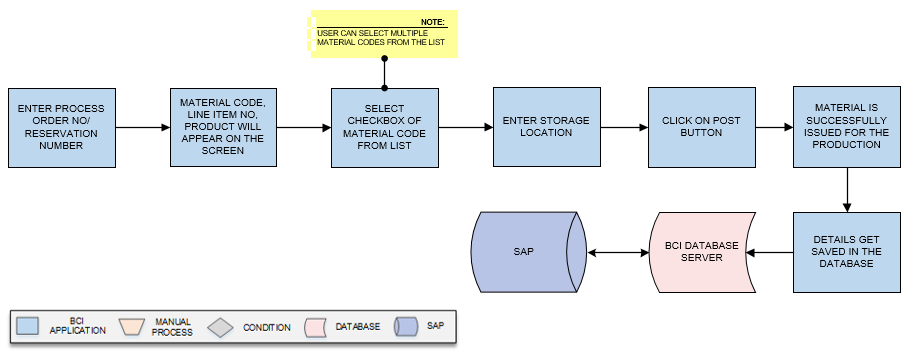 NOTE:
USER CAN SELECT MULTIPLE
MATERIAL CODES FROM THE LIST
ENTER PROCESS
ORDER NO/
RESERVATION
NUMBER
MATERIAL CODE,
LINE ITEM NO,
PRODUCT WILL
APPEAR ON THE
SCREEN
SELECT
CHECKBOX OF
MATERIAL CODE
FROM LIST
ENTER STORAGE
LOCATION
CLICK ON POST
BUTTON
MATERIAL IS
SUCCESSFULLY
ISSUED FOR THE
PRODUCTION
DETAILS GET
SAVED IN THE
DATABASE
BCI DATABASE
SERVER
SAP
BCI
APPLICATION
MANUAL
PROCESS
CONDITION
DATABASE
SAP